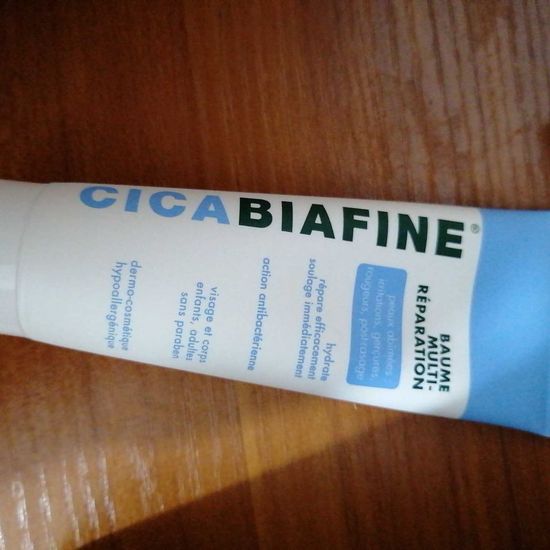 CICABIAFINE®
BAUME
MULTI-
RÉPARATION
peaux abîmées
irritations, gerçures
rougeurs, post-rasage
hydrate
répare efficacement
soulage immédiatement
action antibactérienne
visage et corps
enfants, adultes
sans paraben
dermo-cosmétique
hypoallergénique